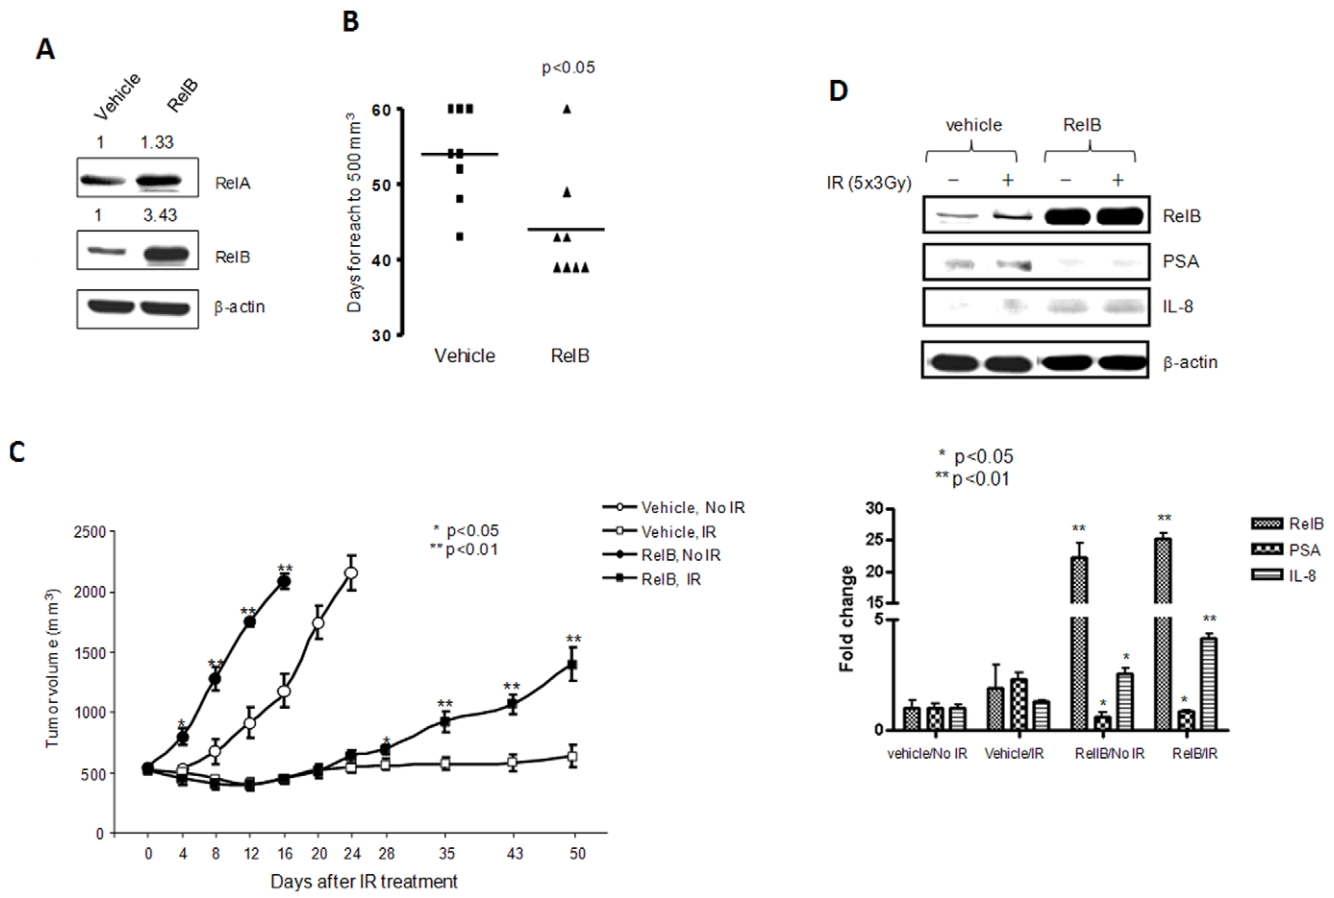 A
Vehicle
RelB
1 1.33
RelA
1 3.43
RelB
β-actin
B
p<0.05
Days for reach to 500 mm³
60
50
40
30
Vehicle RelB
D
vehicle RelB
IR (5x3Gy) – + – +
RelB
PSA
IL-8
β-actin
C
Vehicle, No IR
Vehicle, IR
RelB, No IR
RelB, IR
* p<0.05
** p<0.01
Tumor volume (mm³)
2500
2000
1500
1000
500
0
* ** ** **
* ** ** **
0 4 8 12 16 20 24 28 35 43 50
Days after IR treatment
* p<0.05
** p<0.01
Fold change
30
25
20
15
5
0
** * *
** * **
RelB
PSA
IL-8
vehicle/No IR Vehicle/IR RelIB/No IR RelB/IR